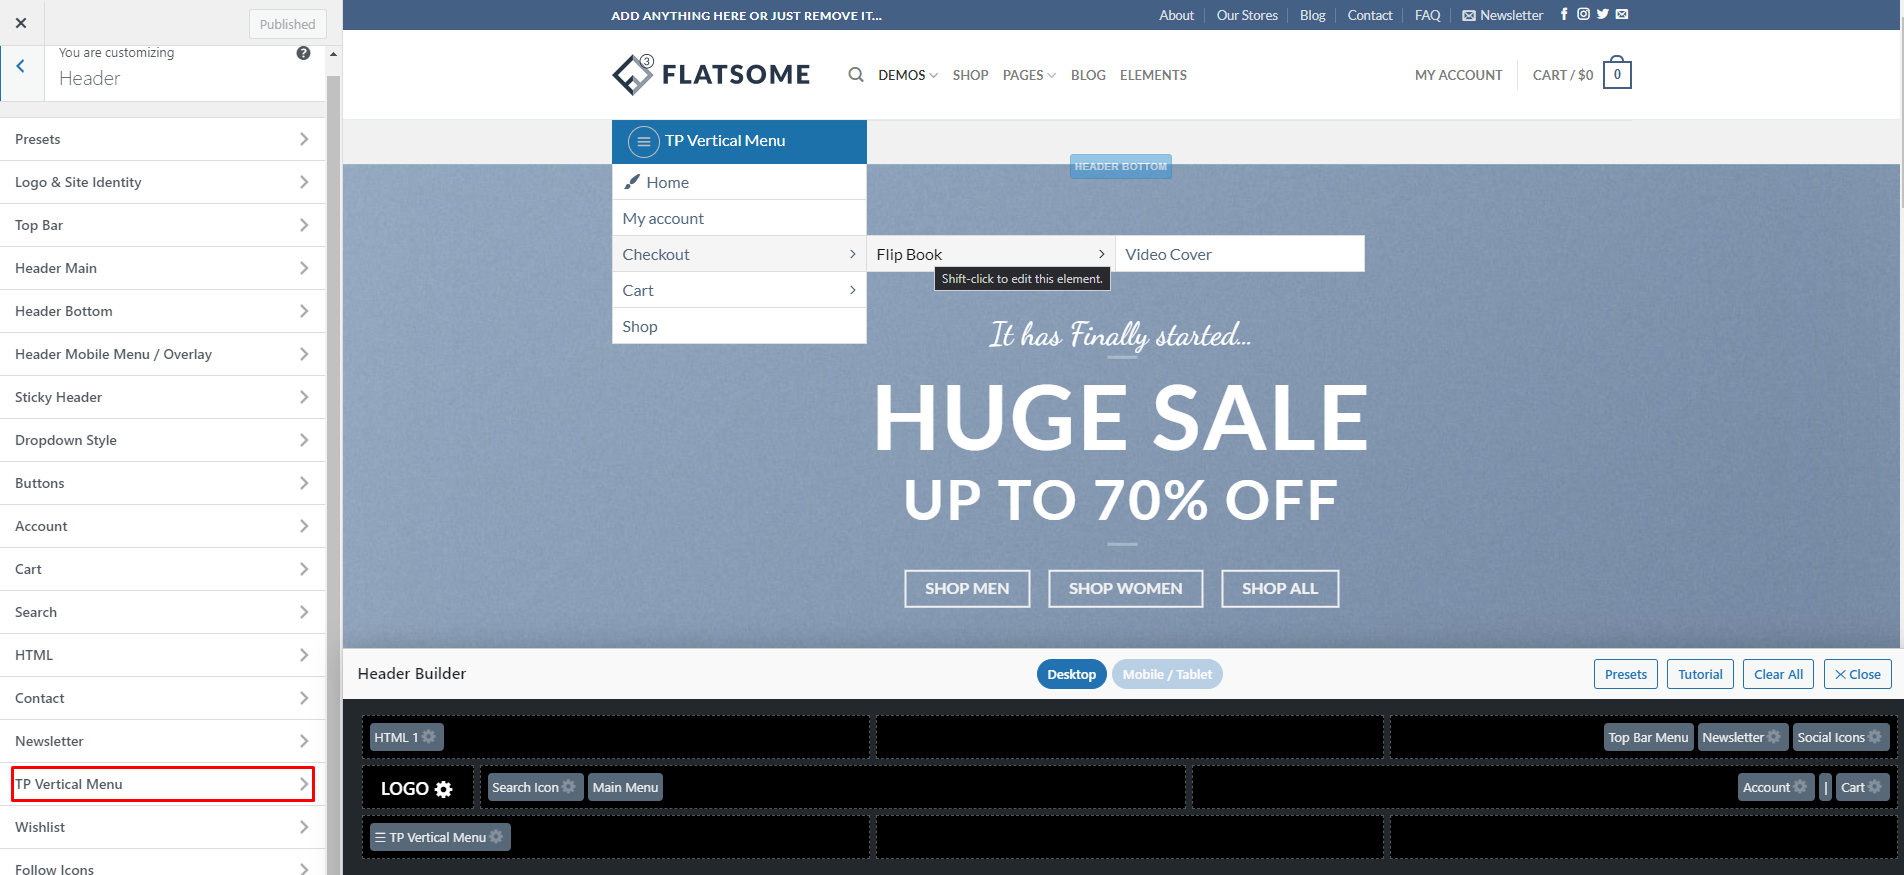 Published
You are customizing
Header
Presets
Logo & Site Identity
Top Bar
Header Main
Header Bottom
Header Mobile Menu / Overlay
Sticky Header
Dropdown Style
Buttons
Account
Cart
Search
HTML
Contact
Newsletter
TP Vertical Menu
Wishlist
Follow Icons
ADD ANYTHING HERE OR JUST REMOVE IT...
About Our Stores Blog Contact FAQ Newsletter
3 FLATSOME DEMOS SHOP PAGES BLOG ELEMENTS MY ACCOUNT CART / $0 0
TP Vertical Menu
HEADER BOTTOM
Home
My account
Checkout Flip Book Video Cover
Shift-click to edit this element.
Cart
Shop
It has Finally started...
HUGE SALE
UP TO 70% OFF
SHOP MEN SHOP WOMEN SHOP ALL
Header Builder Desktop Mobile / Tablet Presets Tutorial Clear All Close
HTML 1 Top Bar Menu Newsletter Social Icons
LOGO Search Icon Main Menu Account | Cart
TP Vertical Menu